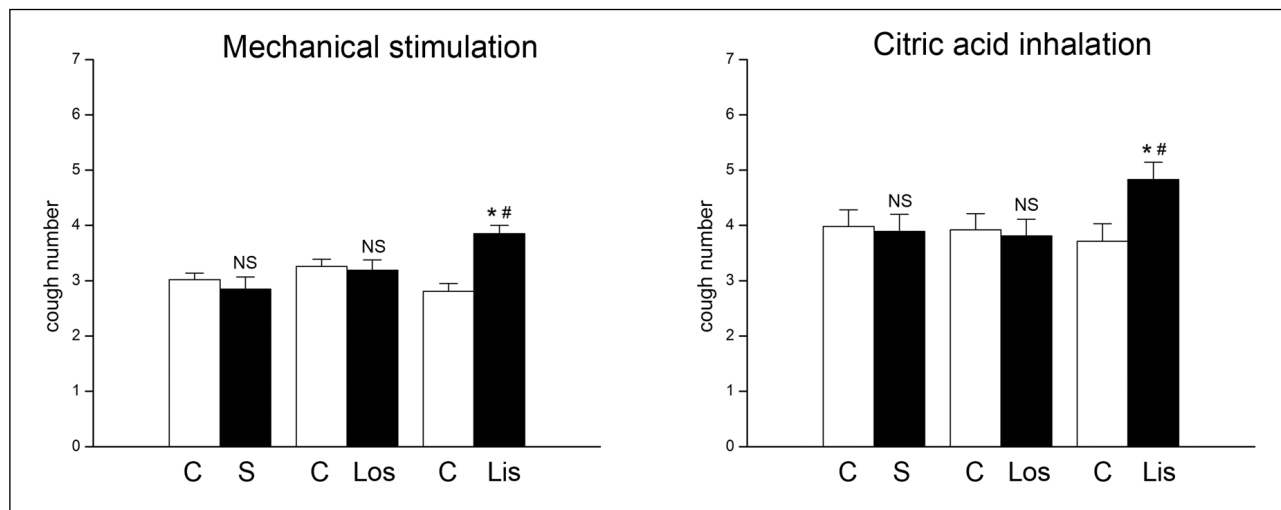 Mechanical stimulation
cough number
7
6
5
4
3
2
1
0
NS
NS
* #
C S C Los C Lis
Citric acid inhalation
cough number
7
6
5
4
3
2
1
0
NS
NS
* #
C S C Los C Lis